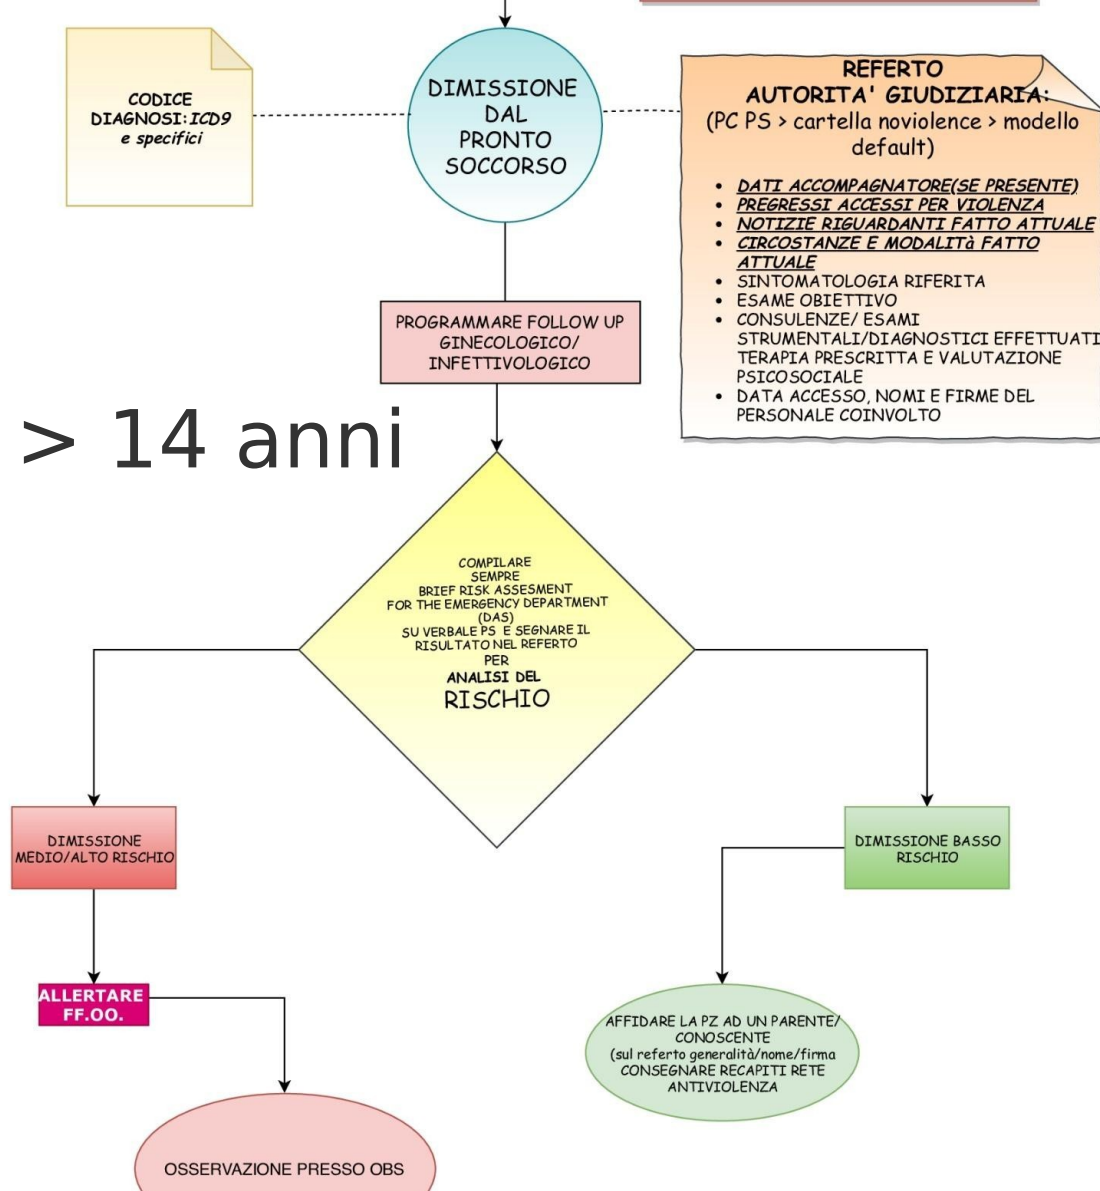 CODICE
DIAGNOSI: ICD9
e specifici
DIMISSIONE
DAL
PRONTO
SOCCORSO
REFERTO
AUTORITA' GIUDIZIARIA:
(PC PS > cartella noviolence > modello
default)
• DATI ACCOMPAGNATORE(SE PRESENTE)
• PREGRESSI ACCESSI PER VIOLENZA
• NOTIZIE RIGUARDANTI FATTO ATTUALE
• CIRCOSTANZE E MODALITà FATTO
ATTUALE
• SINTOMATOLOGIA RIFERITA
• ESAME OBIETTIVO
• CONSULENZE/ ESAMI
STRUMENTALI/DIAGNOSTICI EFFETTUATI
TERAPIA PRESCRITTA E VALUTAZIONE
PSICOSOCIALE
• DATA ACCESSO, NOMI E FIRME DEL
PERSONALE COINVOLTO
PROGRAMMARE FOLLOW UP
GINECOLOGICO/
INFETTIVOLOGICO
> 14 anni
COMPILARE
SEMPRE
BRIEF RISK ASSESMENT
FOR THE EMERGENCY DEPARTMENT
(DAS)
SU VERBALE PS E SEGNARE IL
RISULTATO NEL REFERTO
PER
ANALISI DEL
RISCHIO
DIMISSIONE
MEDIO/ALTO RISCHIO
DIMISSIONE BASSO
RISCHIO
ALLERTARE
FF.OO.
AFFIDARE LA PZ AD UN PARENTE/
CONOSCENTE
(sul referto generalità/nome/firma
CONSEGNARE RECAPITI RETE
ANTIVIOLENZA
OSSERVAZIONE PRESSO OBS